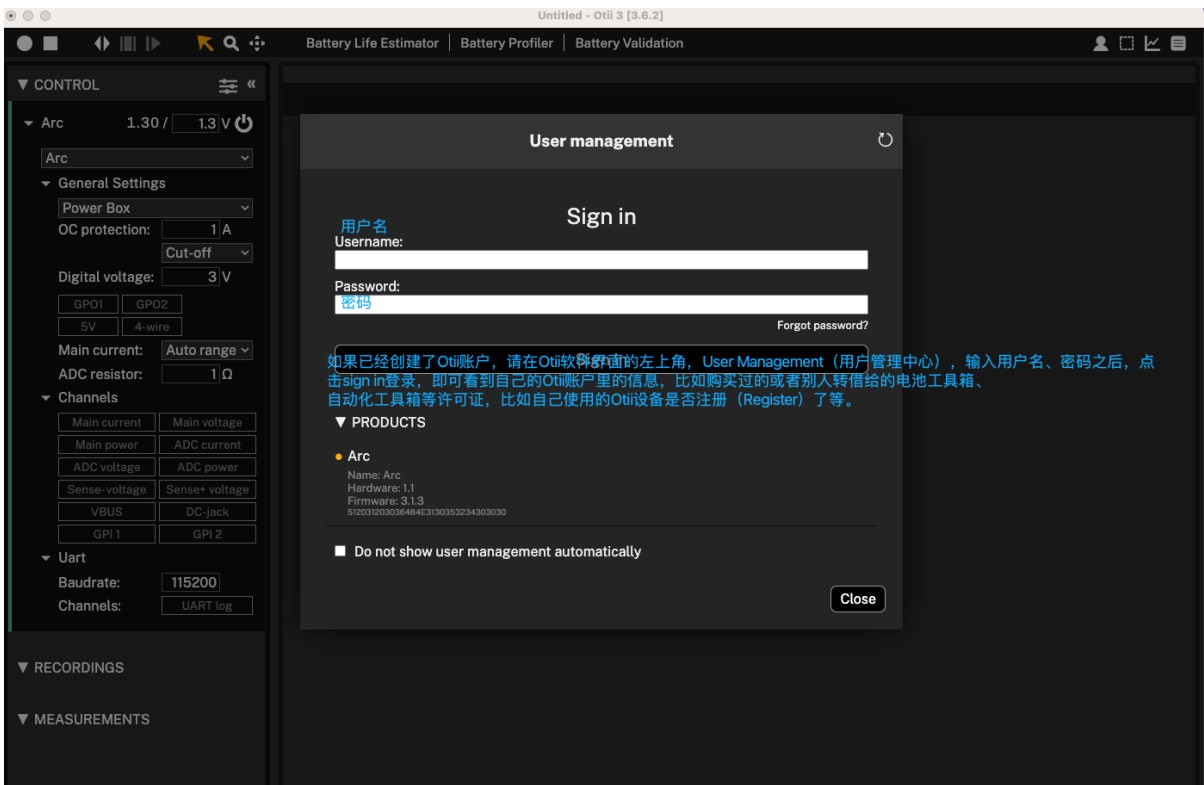 Untitled - Otii 3 [3.6.2]
Battery Life Estimator | Battery Profiler | Battery Validation
▼ CONTROL
Arc 1.30 / 1.3 V
Arc
General Settings
Power Box
OC protection: 1 A
Cut-off
Digital voltage: 3 V
GPO1 GPO2
5V 4-wire
Main current: Auto range
ADC resistor: 1 Ω
Channels
Main current Main voltage
Main power ADC current
ADC voltage ADC power
Sense-voltage Sense+ voltage
VBUS DC-jack
GPI 1 GPI 2
Uart
Baudrate: 115200
Channels: UART log
▼ RECORDINGS
▼ MEASUREMENTS
User management
Sign in
用户名
Username:
Password:
密码
Forgot password?
Sign in
如果已经创建了Otii账户，请在Otii软件界面的左上角，User Management（用户管理中心），输入用户名、密码之后，点
击sign in登录，即可看到自己的Otii账户里的信息，比如购买过的或者别人转借给的电池工具箱、
自动化工具箱等许可证，比如自己使用的Otii设备是否注册（Register）了等。
▼ PRODUCTS
Arc
Name: Arc
Hardware: 1.1
Firmware: 3.1.3
512031203036484E3130353234303030
Do not show user management automatically
Close